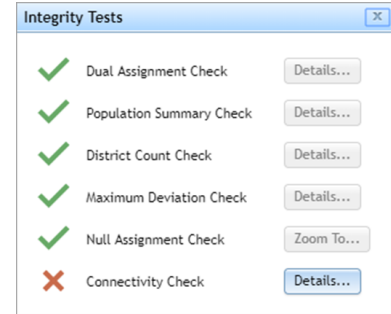 Integrity Tests x
Dual Assignment Check Details...
Population Summary Check Details...
District Count Check Details...
Maximum Deviation Check Details...
Null Assignment Check Zoom To...
Connectivity Check Details...